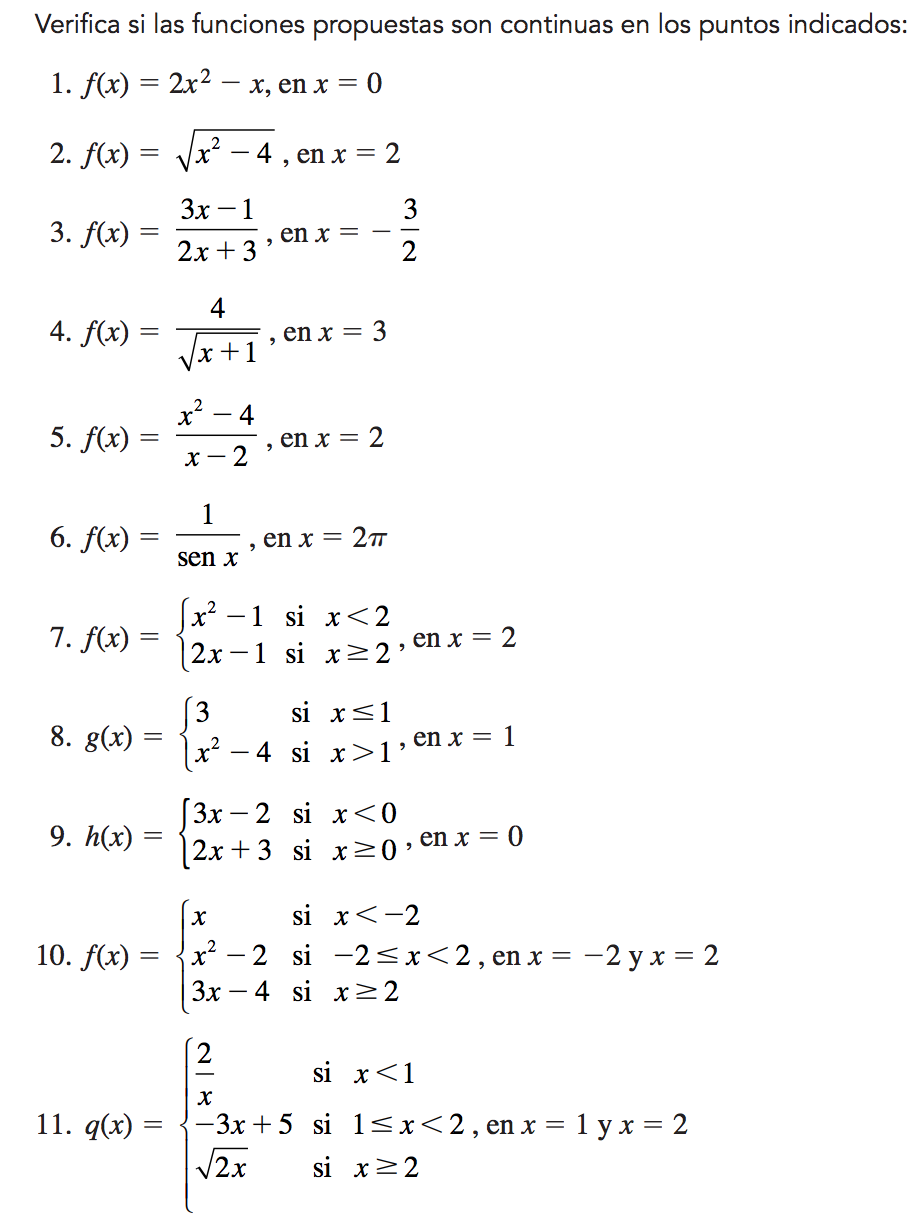 Verifica si las funciones propuestas son continuas en los puntos indicados:
1. f(x) = 2x² − x, en x = 0
2. f(x) = √(x² − 4) , en x = 2
3. f(x) = (3x − 1)/(2x + 3) , en x = −3/2
4. f(x) = 4/√(x + 1) , en x = 3
5. f(x) = (x² − 4)/(x − 2) , en x = 2
6. f(x) = 1/sen x , en x = 2π
7. f(x) = { x² − 1 si x < 2
2x − 1 si x ≥ 2 , en x = 2
8. g(x) = { 3 si x ≤ 1
x² − 4 si x > 1 , en x = 1
9. h(x) = { 3x − 2 si x < 0
2x + 3 si x ≥ 0 , en x = 0
10. f(x) = { x si x < −2
x² − 2 si −2 ≤ x < 2 , en x = −2 y x = 2
3x − 4 si x ≥ 2
11. q(x) = { 2/x si x < 1
−3x + 5 si 1 ≤ x < 2 , en x = 1 y x = 2
√(2x) si x ≥ 2